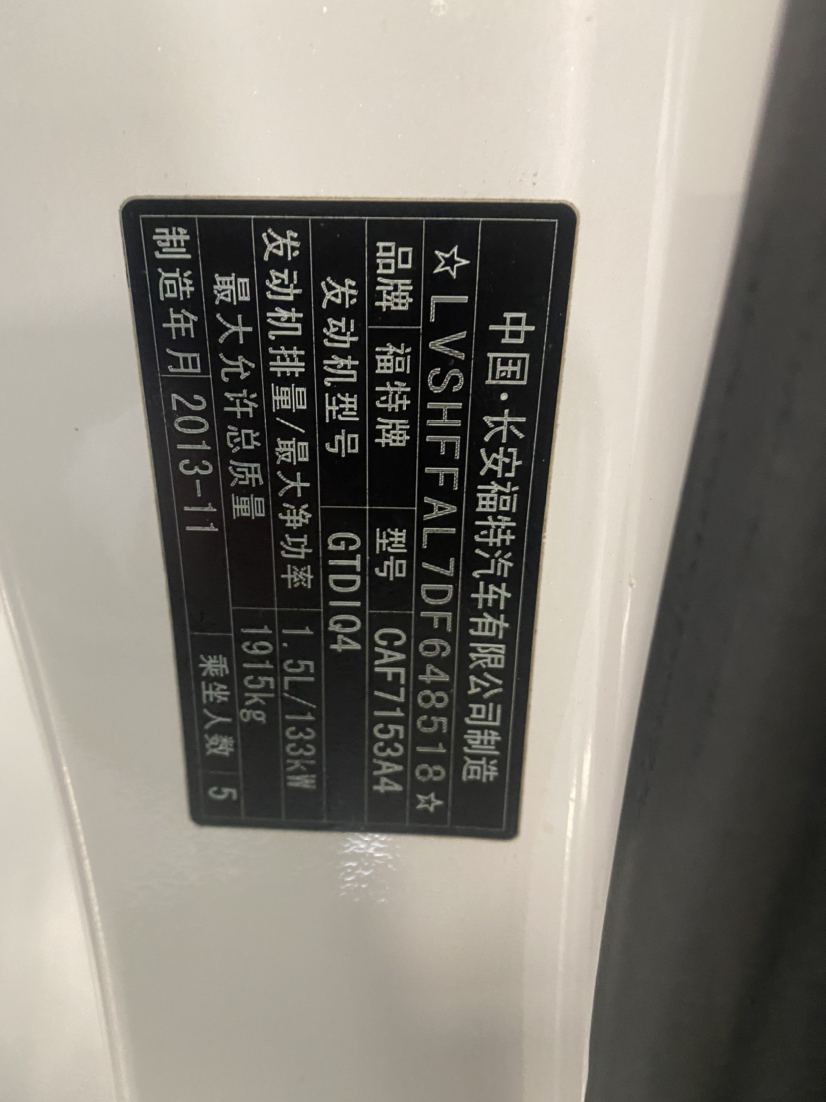 中国·长安福特汽车有限公司制造
☆LVSHFFAL7DF648518☆
品牌 福特牌 型号 CAF7153A4
发动机型号 GTDIQ4
发动机排量/最大净功率 1.5L/133kW
最大允许总质量 1915kg
制造年月 2013-11 乘坐人数 5